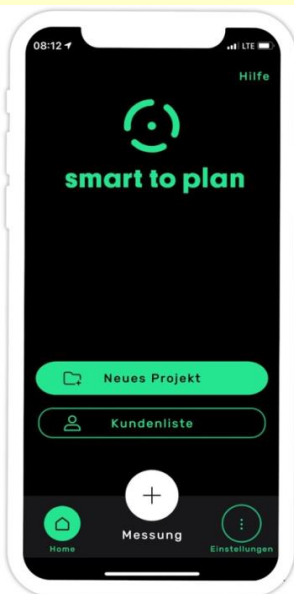 08:12 LTE
Hilfe
smart to plan
Neues Projekt
Kundenliste
Messung
Home
Einstellungen